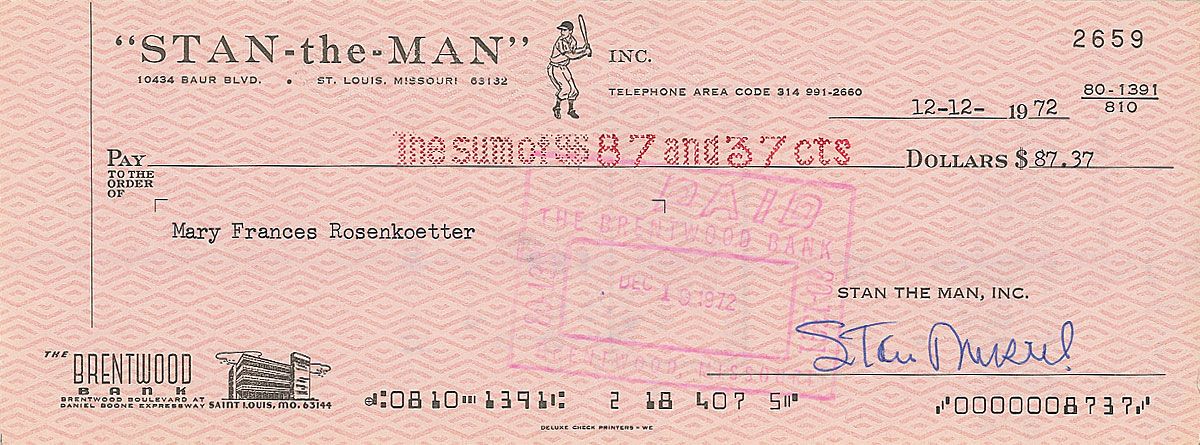 "STAN-the-MAN" INC.
2659
10434 BAUR BLVD. • ST. LOUIS, MISSOURI 63132
TELEPHONE AREA CODE 314 991-2660
12-12- 1972
80-1391
810
PAY The sum of $ 87 and 37 cts DOLLARS $ 87.37
TO THE
ORDER
OF
Mary Frances Rosenkoetter
PAID
THE BRENTWOOD BANK
DEC 19 1972
BRENTWOOD, MISSOURI
STAN THE MAN, INC.
Stan Musial
THE BRENTWOOD
BANK
BRENTWOOD BOULEVARD AT
DANIEL BOONE EXPRESSWAY SAINT LOUIS, MO. 63144
⑆0810⑉1391⑆ 2 18 407 5⑈ ⑈0000008737⑈
DELUXE CHECK PRINTERS - WE